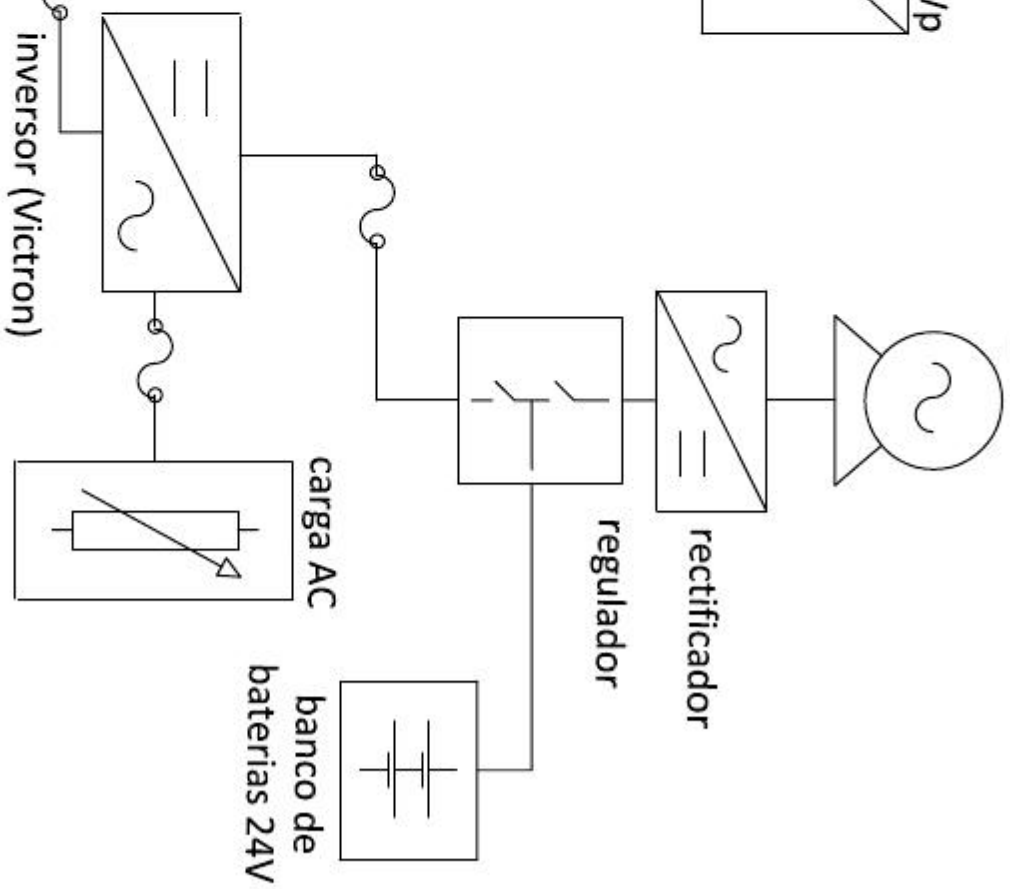 /p
rectificador
regulador
banco de
baterias 24V
carga AC
inversor (Victron)